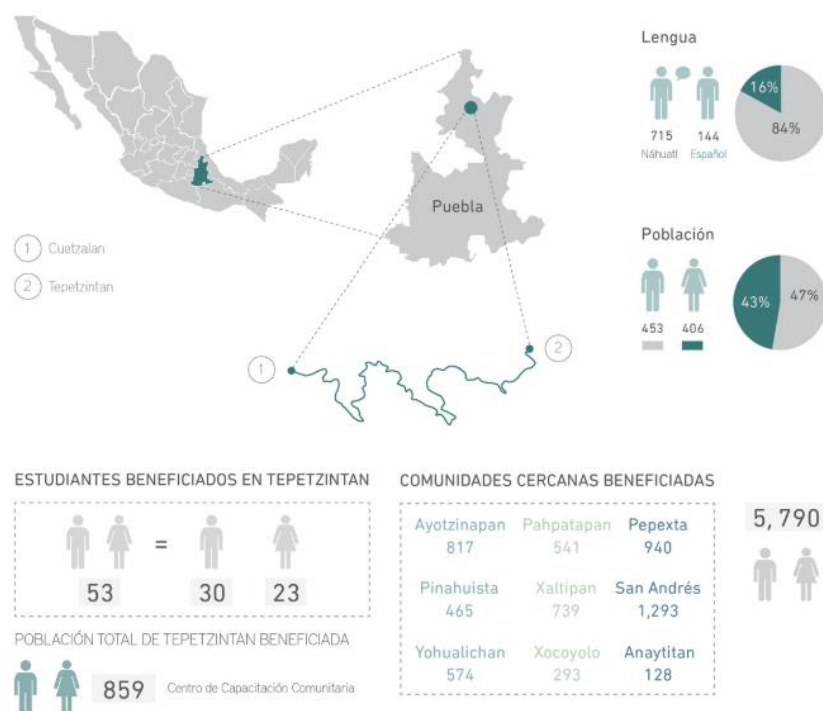 Lengua
16%
84%
715
144
Náhuatl
Español
Puebla
1 Cuetzalan
2 Tepetzintan
Población
43%
47%
453
406
1
2
ESTUDIANTES BENEFICIADOS EN TEPETZINTAN
=
53
30
23
POBLACIÓN TOTAL DE TEPETZINTAN BENEFICIADA
859
Centro de Capacitación Comunitaria
COMUNIDADES CERCANAS BENEFICIADAS
Ayotzinapan Pahpatapan Pepexta
817 541 940
Pinahuista Xaltipan San Andrés
465 739 1,293
Yohualichan Xocoyolo Anaytitan
574 293 128
5,790